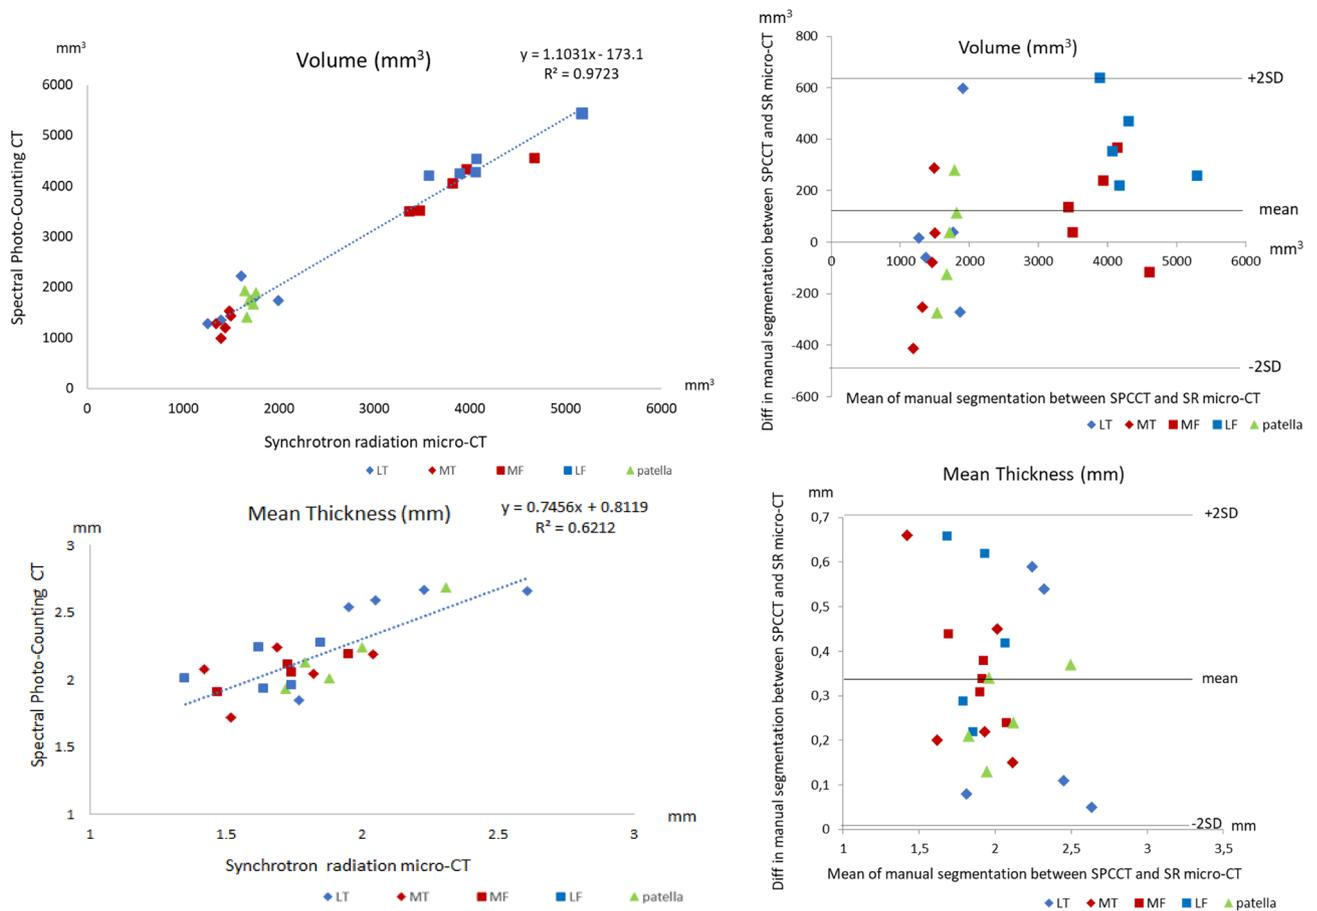 mm³
Volume (mm³)
y = 1.1031x - 173.1
R² = 0.9723
Spectral Photo-Counting CT
6000
5000
4000
3000
2000
1000
0
0 1000 2000 3000 4000 5000 6000
mm³
Synchrotron radiation micro-CT
LT MT MF LF patella
mm³
Volume (mm³)
Diff in manual segmentation between SPCCT and SR micro-CT
800
600
400
200
0
-200
-400
-600
+2SD
mean
mm³
0 1000 2000 3000 4000 5000 6000
-2SD
Mean of manual segmentation between SPCCT and SR micro-CT
LT MT MF LF patella
mm
Mean Thickness (mm)
y = 0.7456x + 0.8119
R² = 0.6212
Spectral Photo-Counting CT
3
2.5
2
1.5
1
1 1.5 2 2.5 3
mm
Synchrotron radiation micro-CT
LT MT MF LF patella
Mean Thickness (mm)
mm
Diff in manual segmentation between SPCCT and SR micro-CT
0,7
0,6
0,5
0,4
0,3
0,2
0,1
0
+2SD
mean
-2SD mm
1 1,5 2 2,5 3 3,5
Mean of manual segmentation between SPCCT and SR micro-CT
LT MT MF LF patella